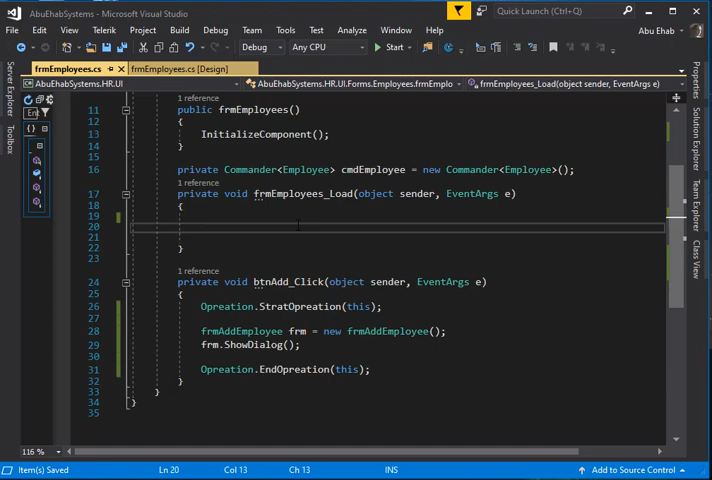 AbuEhabSystems - Microsoft Visual Studio
Quick Launch (Ctrl+Q)
File Edit View Telerik Project Build Debug Team Tools Test Analyze Window Help Abu Ehab
Debug Any CPU Start
frmEmployees.cs frmEmployees.cs [Design]
AbuEhabSystems.HR.UI AbuEhabSystems.HR.UI.Forms.Employees.frmEmplo frmEmployees_Load(object sender, EventArgs e)
Server Explorer
Toolbox
Properties
Solution Explorer
Team Explorer
Class View
Ent
1 reference
11 public frmEmployees()
12 {
13 InitializeComponent();
14 }
15
16 private Commander<Employee> cmdEmployee = new Commander<Employee>();
1 reference
17 private void frmEmployees_Load(object sender, EventArgs e)
18 {
19
20
21
22 }
23
1 reference
24 private void btnAdd_Click(object sender, EventArgs e)
25 {
26 Opreation.StratOpreation(this);
27
28 frmAddEmployee frm = new frmAddEmployee();
29 frm.ShowDialog();
30
31 Opreation.EndOpreation(this);
32 }
33 }
34 }
35
116 %
Item(s) Saved Ln 20 Col 13 Ch 13 INS Add to Source Control